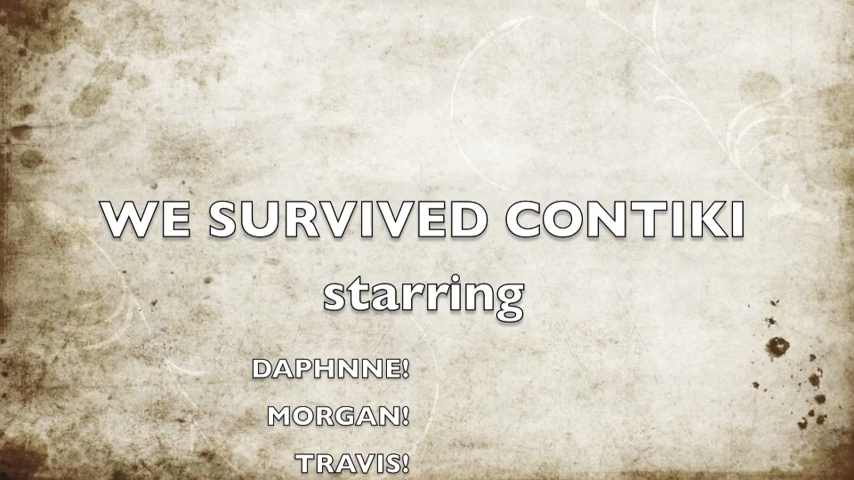 WE SURVIVED CONTIKI
starring
DAPHNNE!
MORGAN!
TRAVIS!